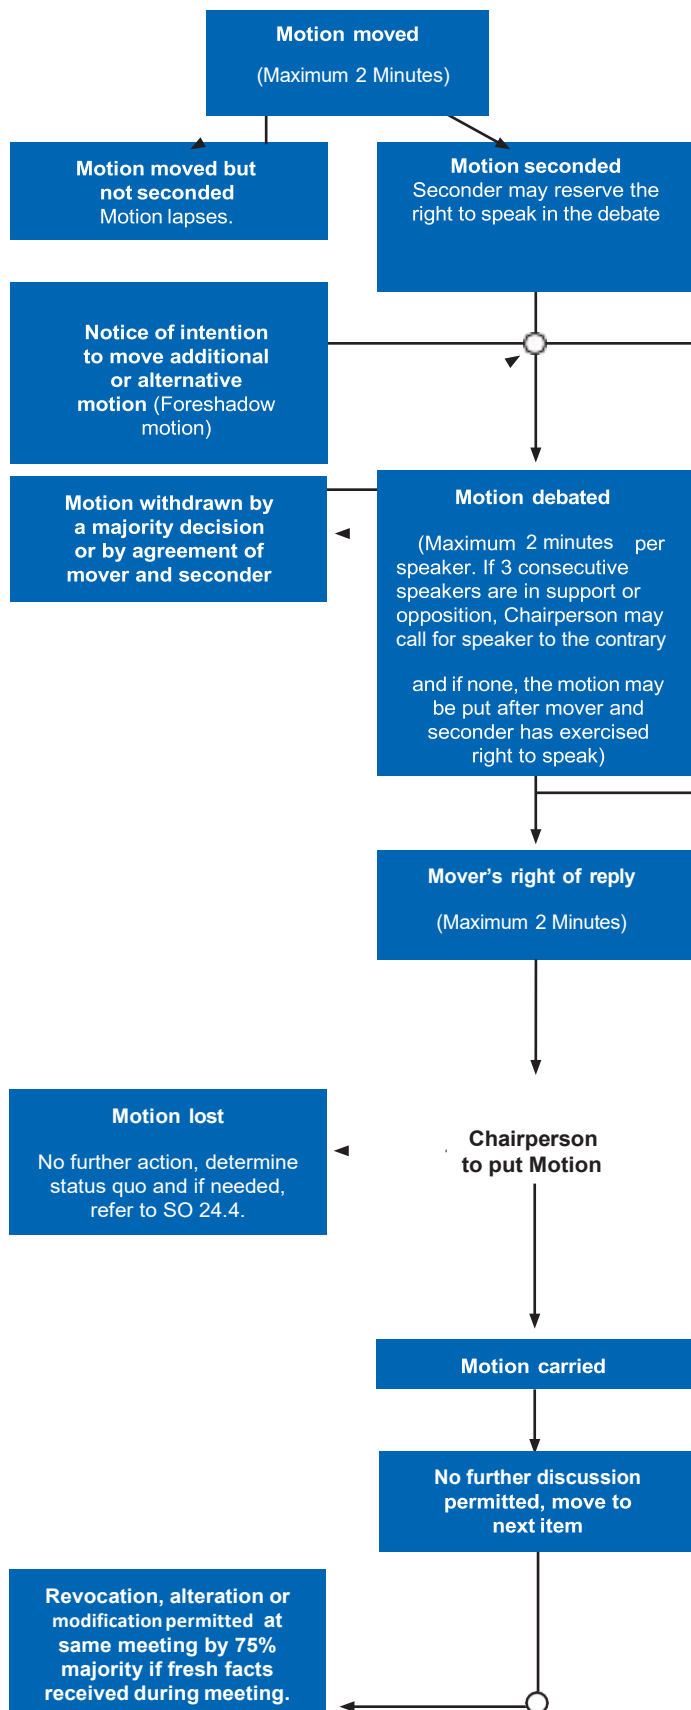 Motion moved
(Maximum 2 Minutes)
Motion moved but
not seconded
Motion lapses.
Motion seconded
Seconder may reserve the
right to speak in the debate
Notice of intention
to move additional
or alternative
motion (Foreshadow
motion)
Motion withdrawn by
a majority decision
or by agreement of
mover and seconder
Motion debated
(Maximum 2 minutes per
speaker. If 3 consecutive
speakers are in support or
opposition, Chairperson may
call for speaker to the contrary
and if none, the motion may
be put after mover and
seconder has exercised
right to speak)
Mover’s right of reply
(Maximum 2 Minutes)
Motion lost
No further action, determine
status quo and if needed,
refer to SO 24.4.
Chairperson
to put Motion
Motion carried
No further discussion
permitted, move to
next item
Revocation, alteration or
modification permitted at
same meeting by 75%
majority if fresh facts
received during meeting.